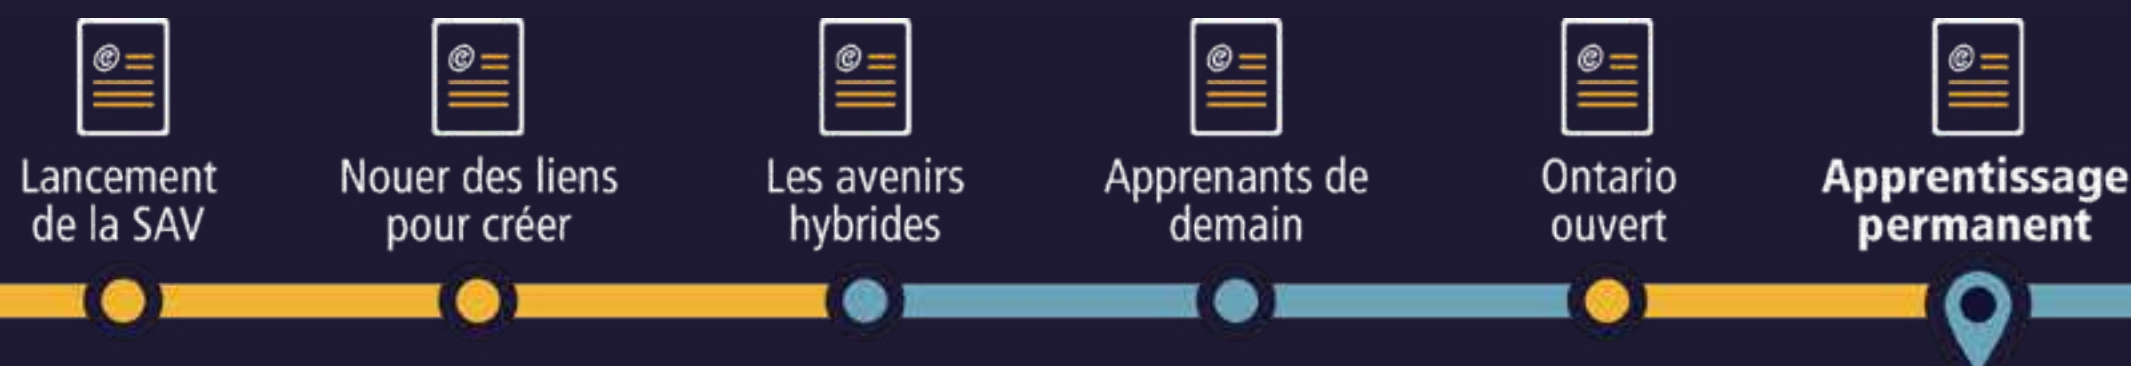 Lancement
de la SAV
Nouer des liens
pour créer
Les avenirs
hybrides
Apprenants de
demain
Ontario
ouvert
Apprentissage
permanent